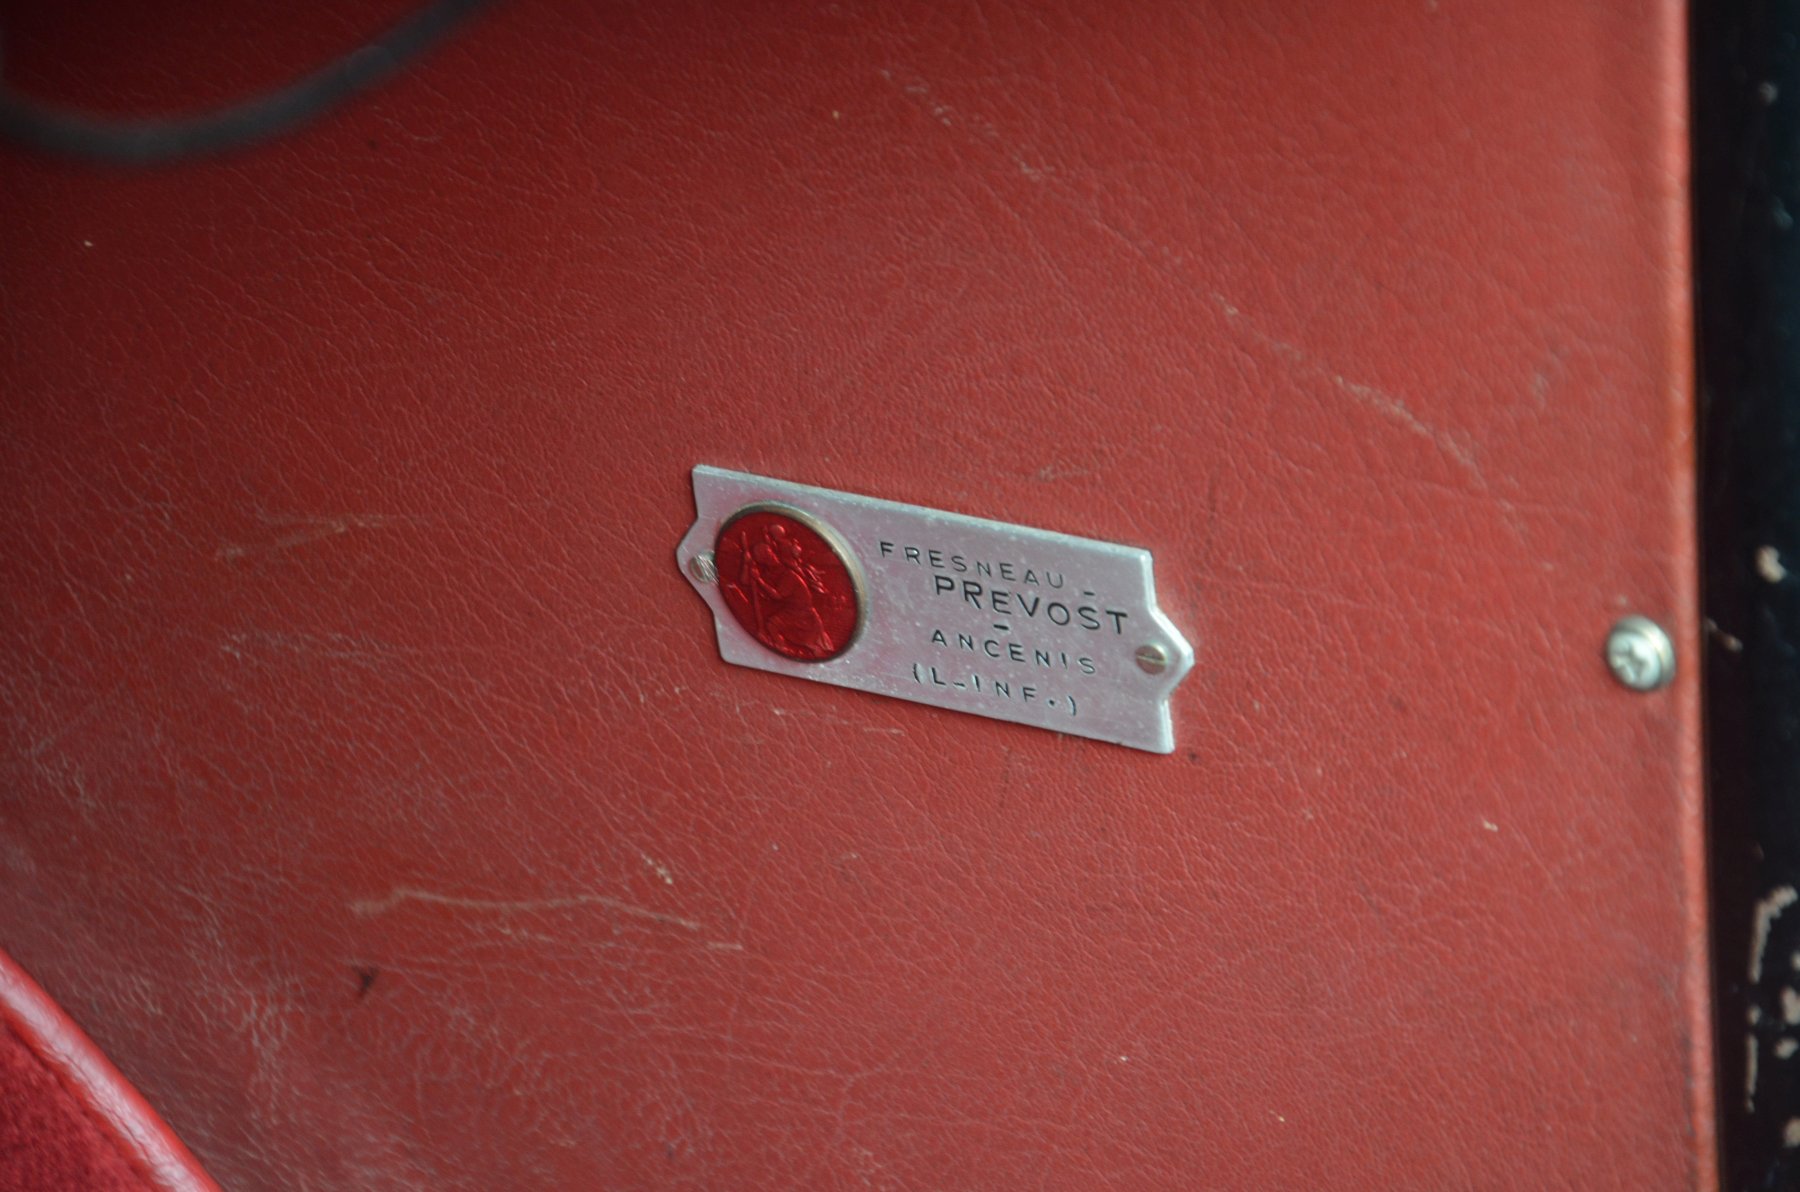 FRESNEAU-
PREVOST
-
ANCENIS
(L-INF.)